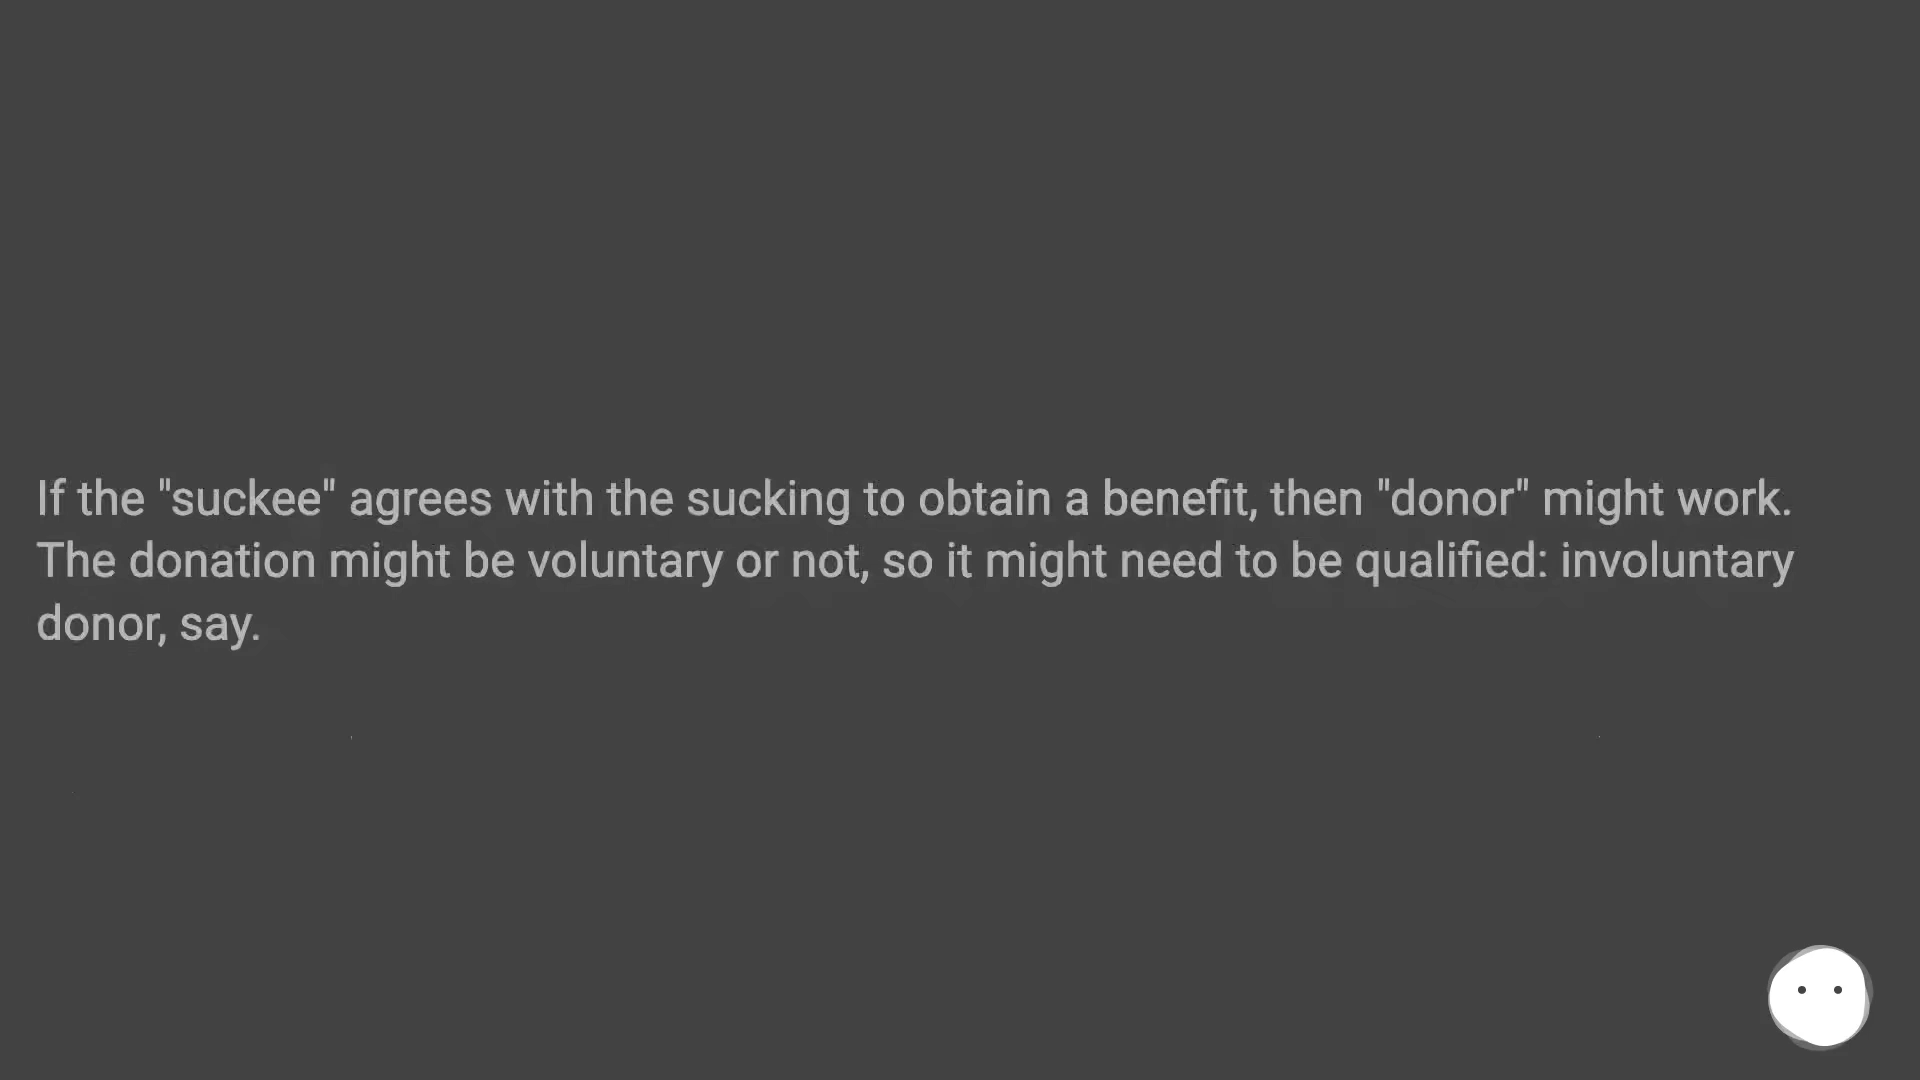 If the "suckee" agrees with the sucking to obtain a benefit, then "donor" might work.
The donation might be voluntary or not, so it might need to be qualified: involuntary
donor, say.